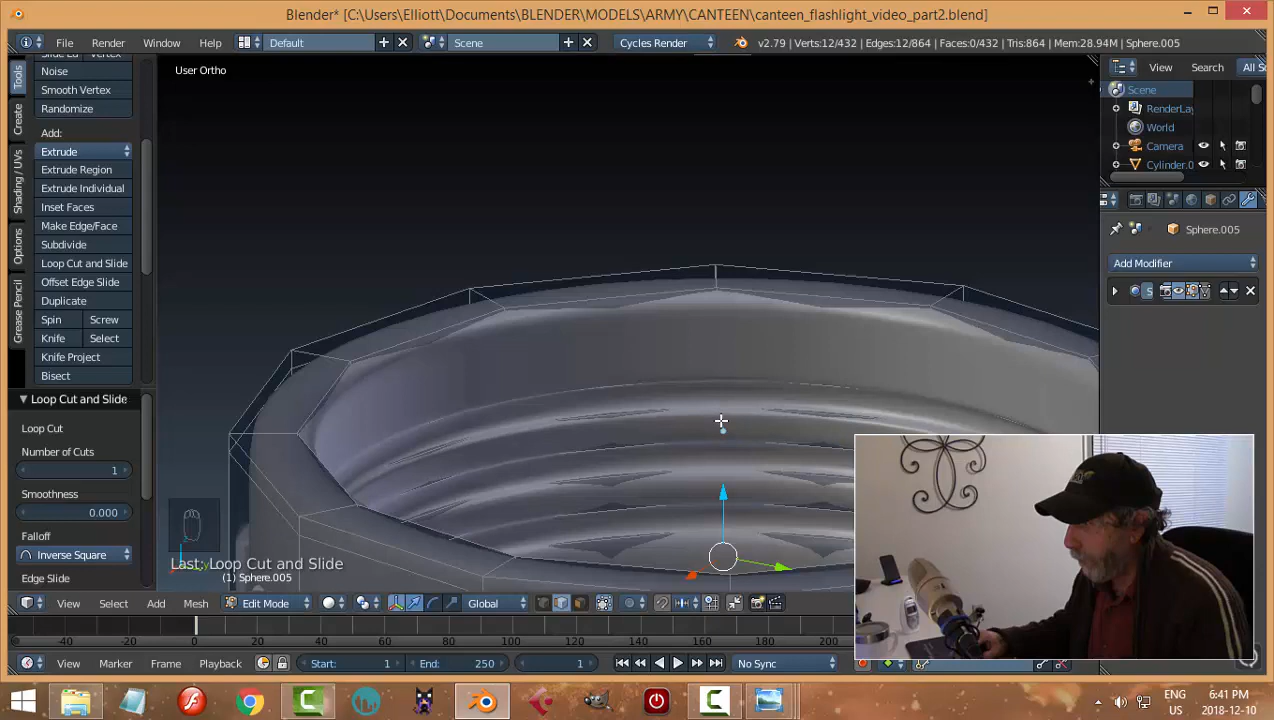 Blender* [C:\Users\Elliott\Documents\BLENDER\MODELS\ARMY\CANTEEN\canteen_flashlight_video_part2.blend]
File Render Window Help Default Scene Cycles Render v2.79 | Verts:12/432 | Edges:12/864 | Faces:0/432 | Tris:864 | Mem:28.94M | Sphere.005
User Ortho
View Search All S
Scene
RenderLay
World
Camera
Cylinder.0
Sphere.005
Add Modifier
S
Tools
Create
Shading / UVs
Options
Grease Pencil
Vertex
Noise
Smooth Vertex
Randomize
Add:
Extrude
Extrude Region
Extrude Individual
Inset Faces
Make Edge/Face
Subdivide
Loop Cut and Slide
Offset Edge Slide
Duplicate
Spin Screw
Knife Select
Knife Project
Bisect
Loop Cut and Slide
Loop Cut
Number of Cuts
1
Smoothness
0.000
Falloff
Inverse Square
Edge Slide
Last: Loop Cut and Slide
(1) Sphere.005
View Select Add Mesh Edit Mode Global
-40 -20 0 20 40 60 80 100 120 140 160 180 200
View Marker Frame Playback Start: 1 End: 250 1 No Sync
ENG 6:41 PM
US 2018-12-10